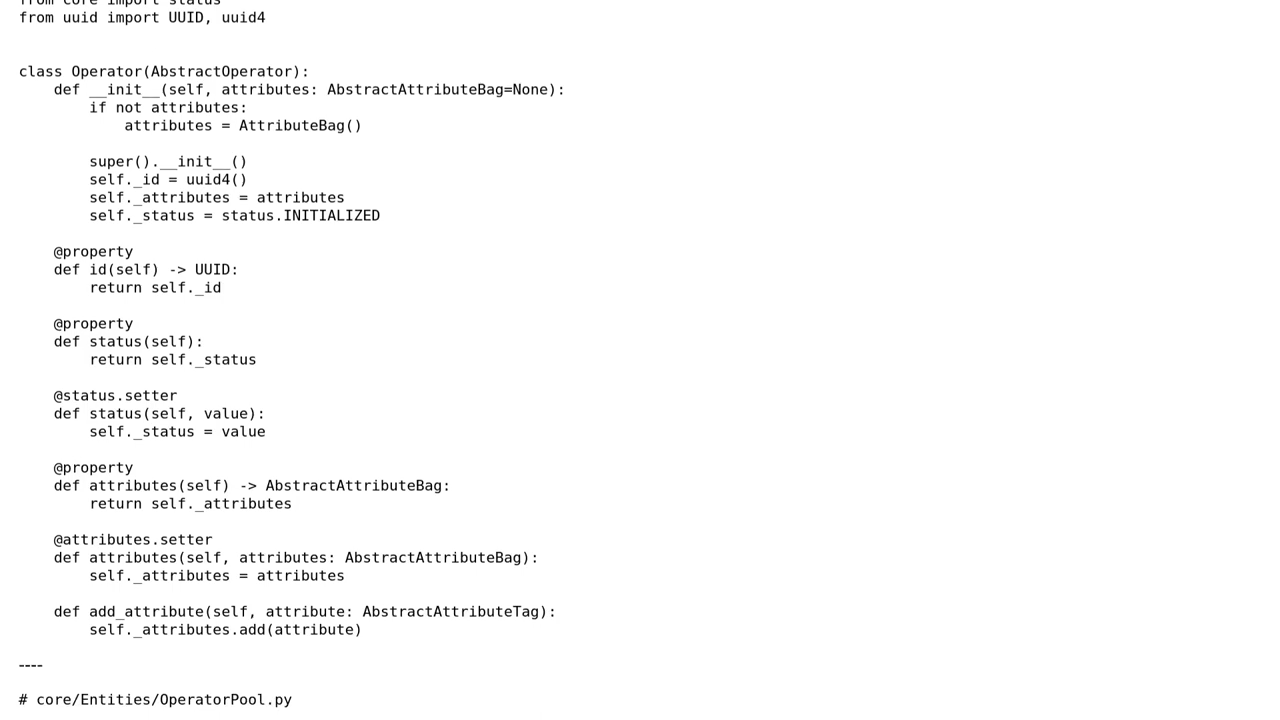 from core import status
from uuid import UUID, uuid4
class Operator(AbstractOperator):
    def __init__(self, attributes: AbstractAttributeBag=None):
        if not attributes:
            attributes = AttributeBag()
        super().__init__()
        self._id = uuid4()
        self._attributes = attributes
        self._status = status.INITIALIZED
    @property
    def id(self) -> UUID:
        return self._id
    @property
    def status(self):
        return self._status
    @status.setter
    def status(self, value):
        self._status = value
    @property
    def attributes(self) -> AbstractAttributeBag:
        return self._attributes
    @attributes.setter
    def attributes(self, attributes: AbstractAttributeBag):
        self._attributes = attributes
    def add_attribute(self, attribute: AbstractAttributeTag):
        self._attributes.add(attribute)
----
# core/Entities/OperatorPool.py